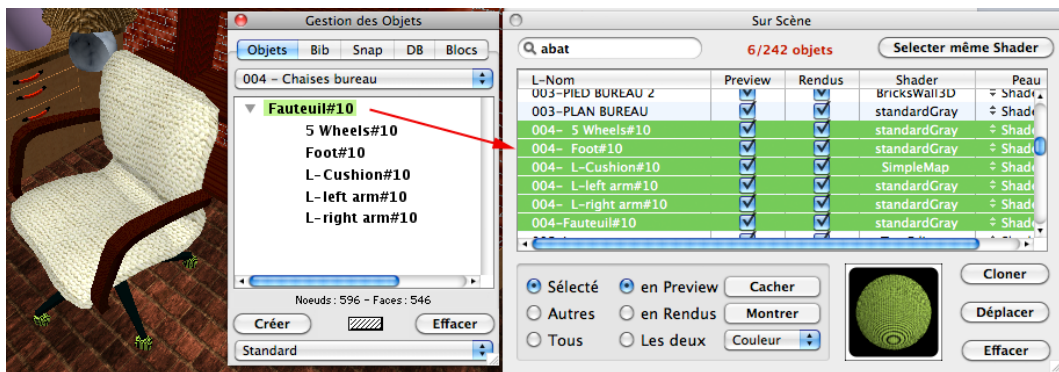 Gestion des Objets
Objets Bib Snap DB Blocs
004 - Chaises bureau
Fauteuil#10
5 Wheels#10
Foot#10
L-Cushion#10
L-left arm#10
L-right arm#10
Noeuds : 596 - Faces : 546
Créer Effacer
Standard
Sur Scène
abat 6/242 objets Selecter même Shader
L-Nom Preview Rendus Shader Peau
003-PIED BUREAU 2 BricksWall3D Shade
003-PLAN BUREAU standardGray Shade
004- 5 Wheels#10 standardGray Shad
004- Foot#10 standardGray Shad
004- L-Cushion#10 SimpleMap Shad
004- L-left arm#10 standardGray Shade
004- L-right arm#10 standardGray Shade
004-Fauteuil#10 standardGray Shade
Sélecté en Preview Cacher
Autres en Rendus Montrer
Tous Les deux Couleur
Cloner
Déplacer
Effacer